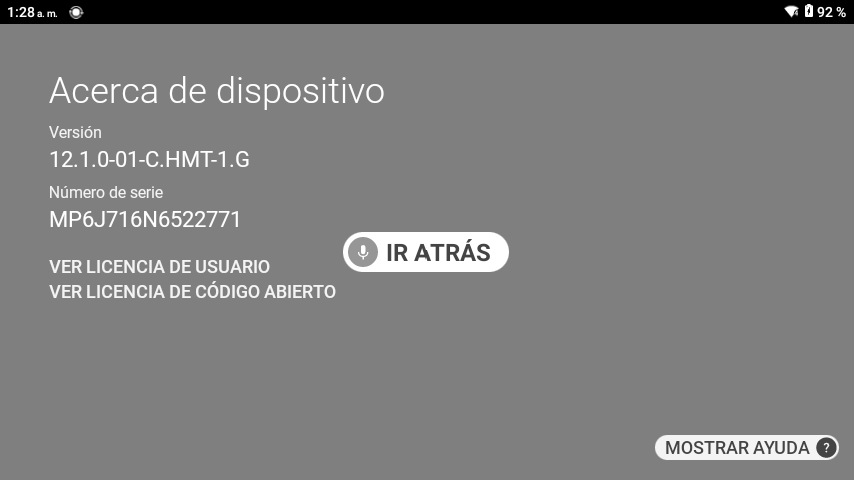 1:28 a. m.
92 %
Acerca de dispositivo
Versión
12.1.0-01-C.HMT-1.G
Número de serie
MP6J716N6522771
IR ATRÁS
VER LICENCIA DE USUARIO
VER LICENCIA DE CÓDIGO ABIERTO
MOSTRAR AYUDA ?